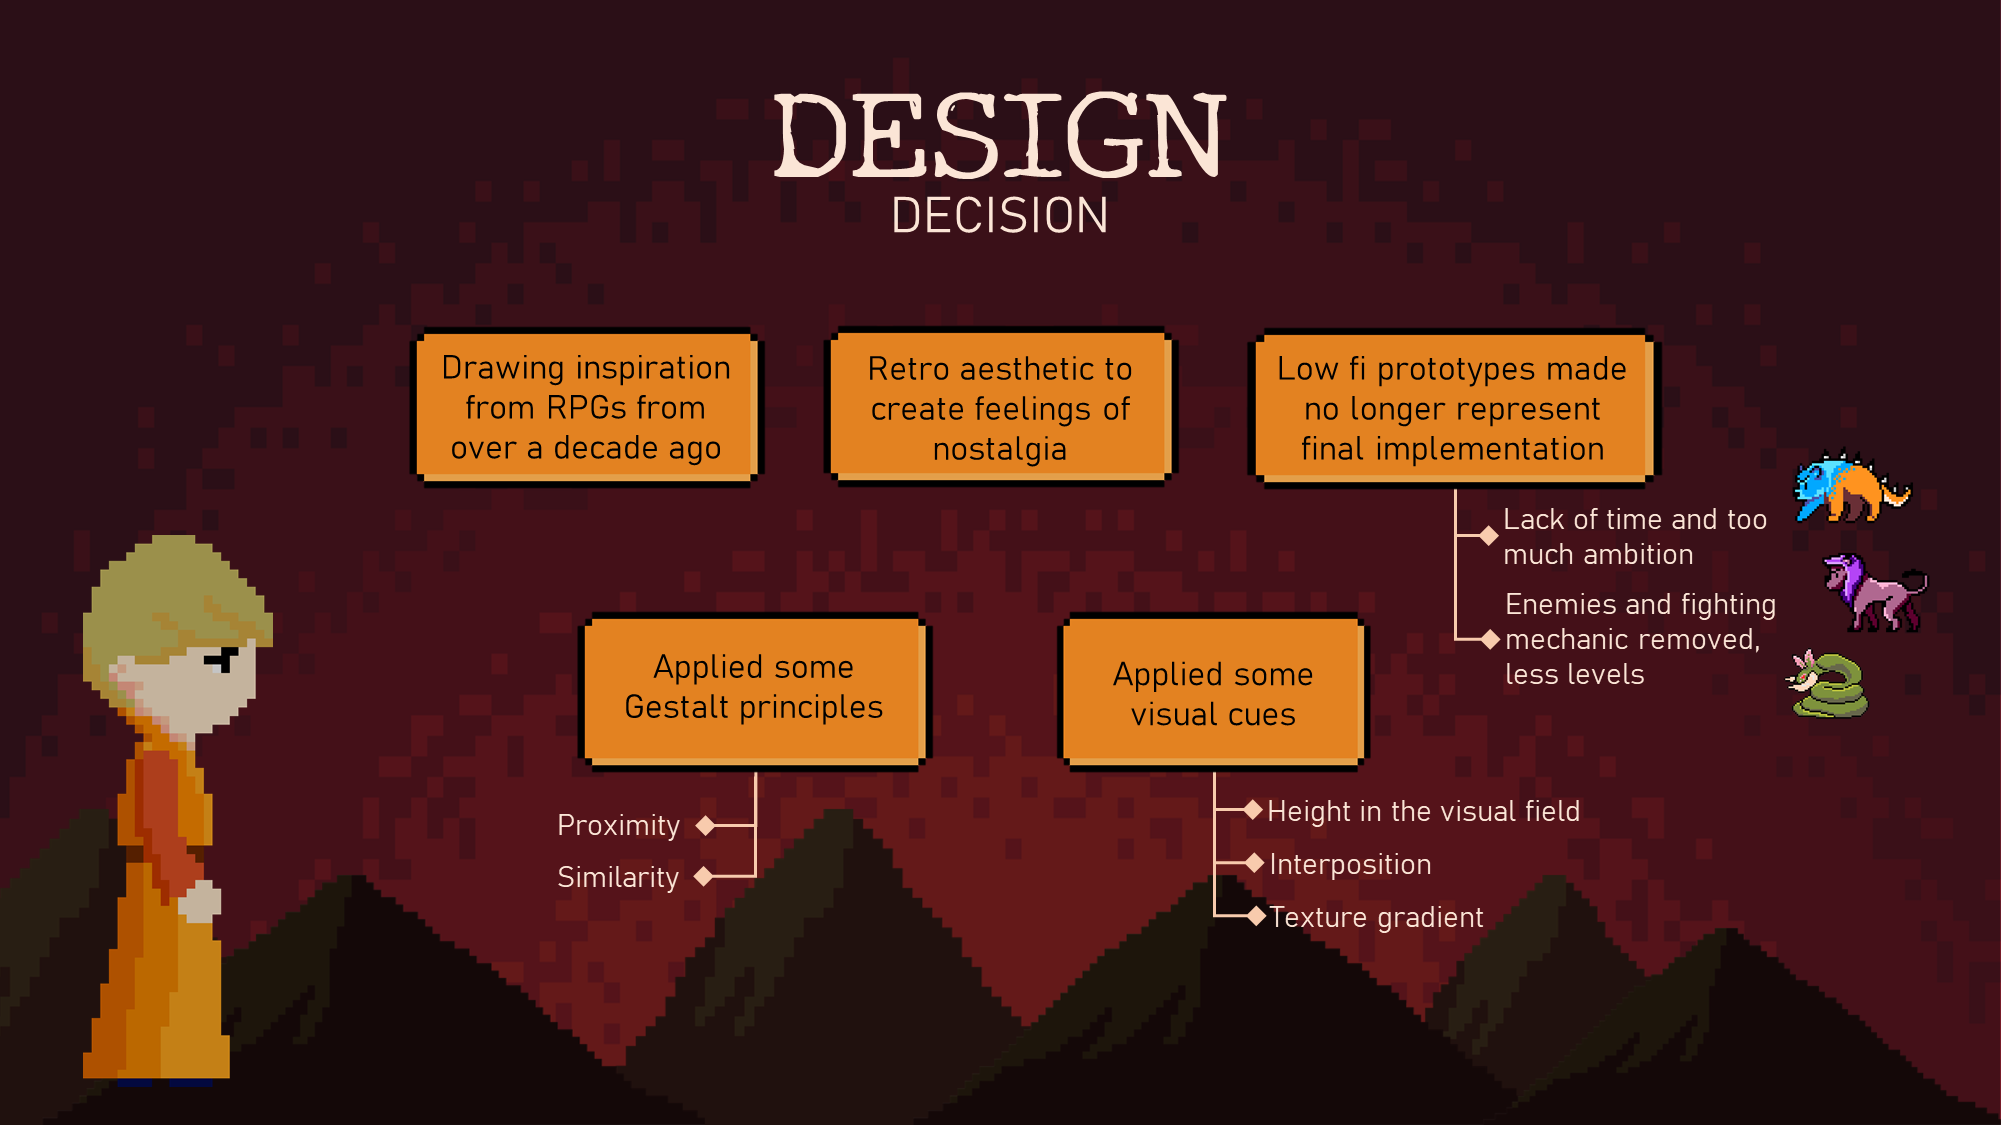 DESIGN
DECISION
Drawing inspiration
from RPGs from
over a decade ago
Retro aesthetic to
create feelings of
nostalgia
Low fi prototypes made
no longer represent
final implementation
Lack of time and too
much ambition
Enemies and fighting
mechanic removed,
less levels
Applied some
Gestalt principles
Proximity
Similarity
Applied some
visual cues
Height in the visual field
Interposition
Texture gradient